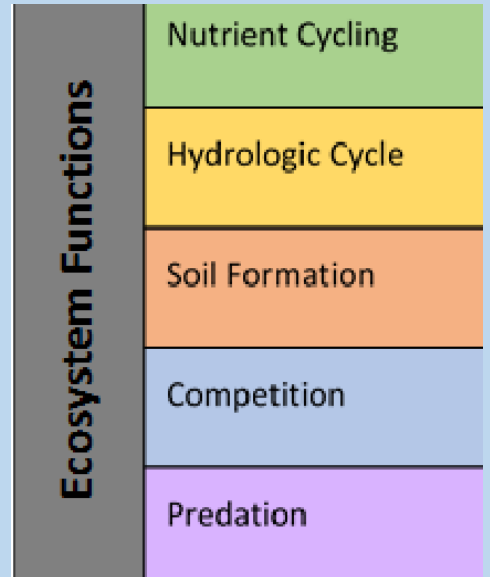 Ecosystem Functions
Nutrient Cycling
Hydrologic Cycle
Soil Formation
Competition
Predation